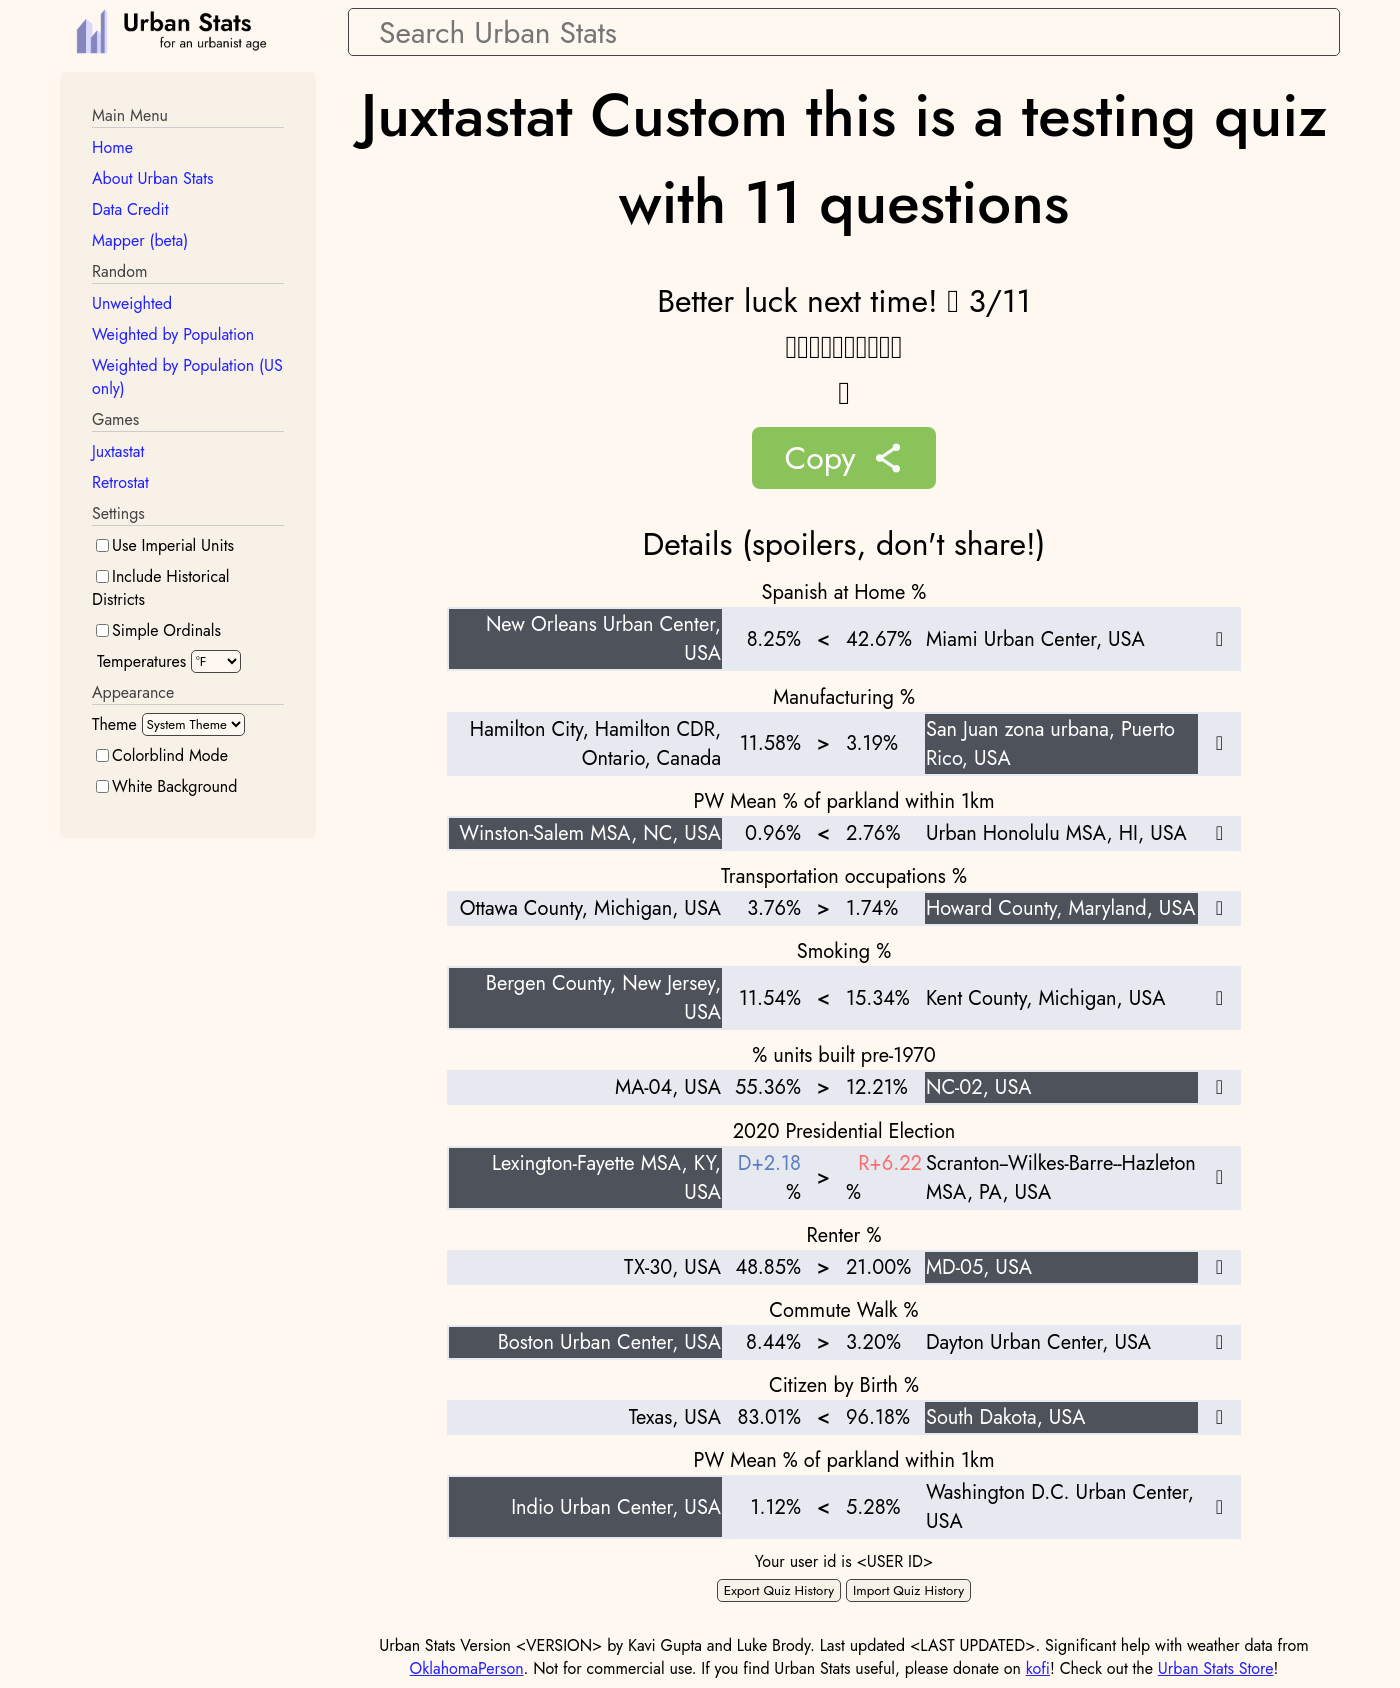 Urban Stats
for an urbanist age
Search Urban Stats
Main Menu
Home
About Urban Stats
Data Credit
Mapper (beta)
Random
Unweighted
Weighted by Population
Weighted by Population (US
only)
Games
Juxtastat
Retrostat
Settings
Use Imperial Units
Include Historical
Districts
Simple Ordinals
Temperatures °F
Appearance
Theme System Theme
Colorblind Mode
White Background
Juxtastat Custom this is a testing quiz
with 11 questions
Better luck next time! 3/11
Copy
Details (spoilers, don't share!)
Spanish at Home %
New Orleans Urban Center,
USA
8.25% < 42.67% Miami Urban Center, USA
Manufacturing %
Hamilton City, Hamilton CDR,
Ontario, Canada
11.58% > 3.19%
San Juan zona urbana, Puerto
Rico, USA
PW Mean % of parkland within 1km
Winston-Salem MSA, NC, USA 0.96% < 2.76% Urban Honolulu MSA, HI, USA
Transportation occupations %
Ottawa County, Michigan, USA 3.76% > 1.74% Howard County, Maryland, USA
Smoking %
Bergen County, New Jersey,
USA
11.54% < 15.34% Kent County, Michigan, USA
% units built pre-1970
MA-04, USA 55.36% > 12.21% NC-02, USA
2020 Presidential Election
Lexington-Fayette MSA, KY,
USA
D+2.18
%
>
R+6.22
%
Scranton--Wilkes-Barre--Hazleton
MSA, PA, USA
Renter %
TX-30, USA 48.85% > 21.00% MD-05, USA
Commute Walk %
Boston Urban Center, USA 8.44% > 3.20% Dayton Urban Center, USA
Citizen by Birth %
Texas, USA 83.01% < 96.18% South Dakota, USA
PW Mean % of parkland within 1km
Indio Urban Center, USA 1.12% < 5.28%
Washington D.C. Urban Center,
USA
Your user id is <USER ID>
Export Quiz History Import Quiz History
Urban Stats Version <VERSION> by Kavi Gupta and Luke Brody. Last updated <LAST UPDATED>. Significant help with weather data from
OklahomaPerson. Not for commercial use. If you find Urban Stats useful, please donate on kofi! Check out the Urban Stats Store!